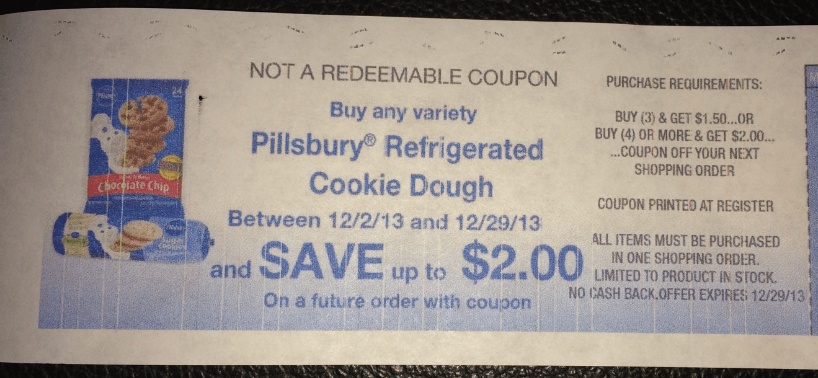 NOT A REDEEMABLE COUPON
Buy any variety
Pillsbury® Refrigerated
Cookie Dough
Between 12/2/13 and 12/29/13
and SAVE up to $2.00
On a future order with coupon
PURCHASE REQUIREMENTS:
BUY (3) & GET $1.50...OR
BUY (4) OR MORE & GET $2.00...
...COUPON OFF YOUR NEXT
SHOPPING ORDER
COUPON PRINTED AT REGISTER
ALL ITEMS MUST BE PURCHASED
IN ONE SHOPPING ORDER.
LIMITED TO PRODUCT IN STOCK.
NO CASH BACK.OFFER EXPIRES 12/29/13
24
Chocolate Chip